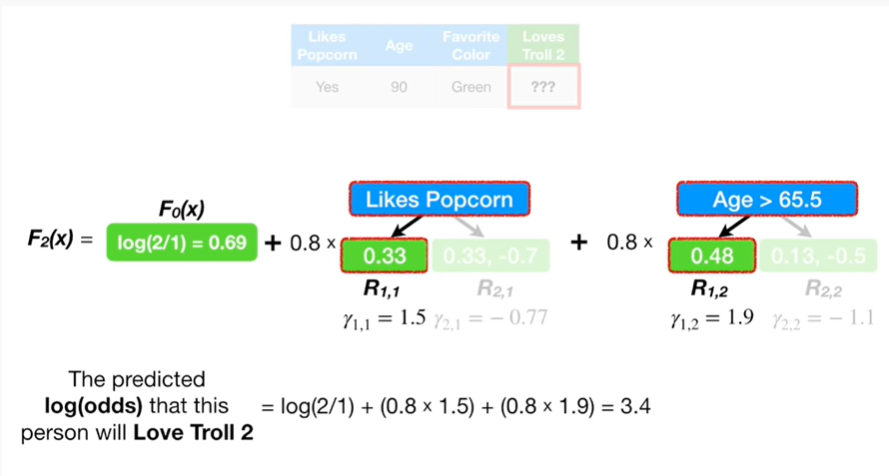 Likes Popcorn Age Favorite Color Loves Troll 2
Yes 90 Green ???
F₀(x)
Likes Popcorn Age > 65.5
F₂(x) = log(2/1) = 0.69 + 0.8 × 0.33 0.33, -0.7 + 0.8 × 0.48 0.13, -0.5
R₁,₁ R₂,₁ R₁,₂ R₂,₂
γ₁,₁ = 1.5 γ₂,₁ = − 0.77 γ₁,₂ = 1.9 γ₂,₂ = − 1.1
The predicted
log(odds) that this = log(2/1) + (0.8 × 1.5) + (0.8 × 1.9) = 3.4
person will Love Troll 2